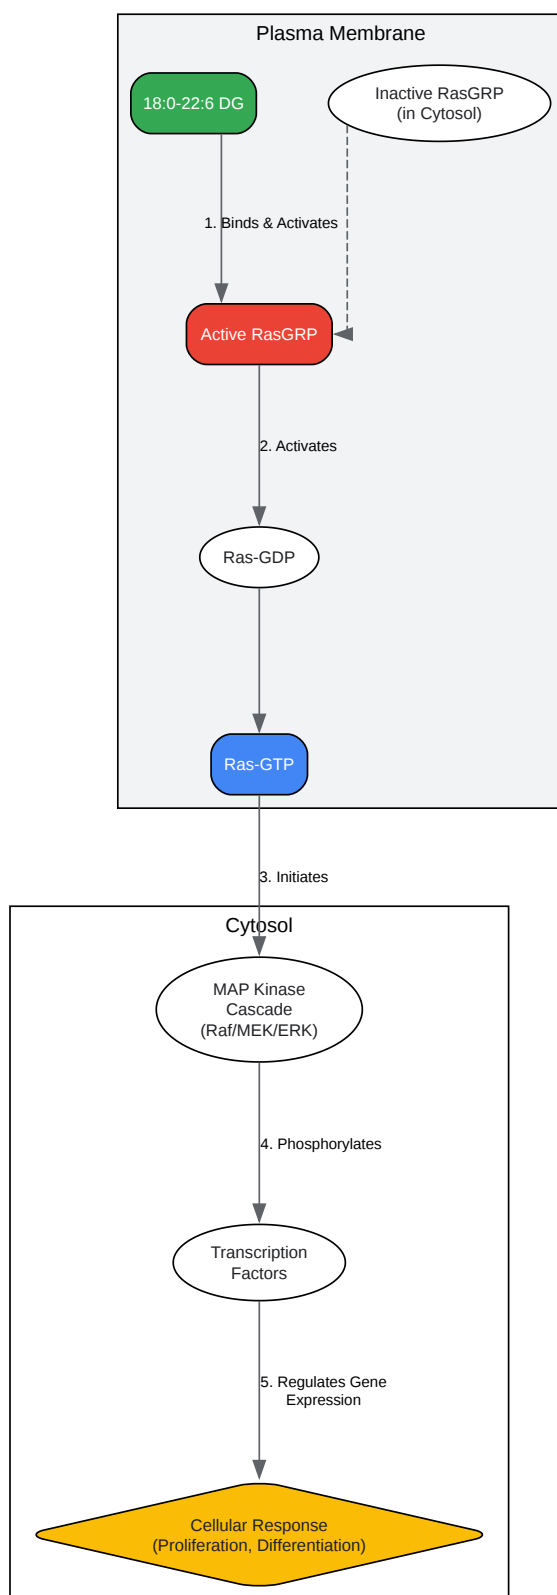 Plasma Membrane
18:0-22:6 DG
Inactive RasGRP
(in Cytosol)
1. Binds & Activates
Active RasGRP
2. Activates
Ras-GDP
Ras-GTP
3. Initiates
Cytosol
MAP Kinase
Cascade
(Raf/MEK/ERK)
4. Phosphorylates
Transcription
Factors
5. Regulates Gene
Expression
Cellular Response
(Proliferation, Differentiation)